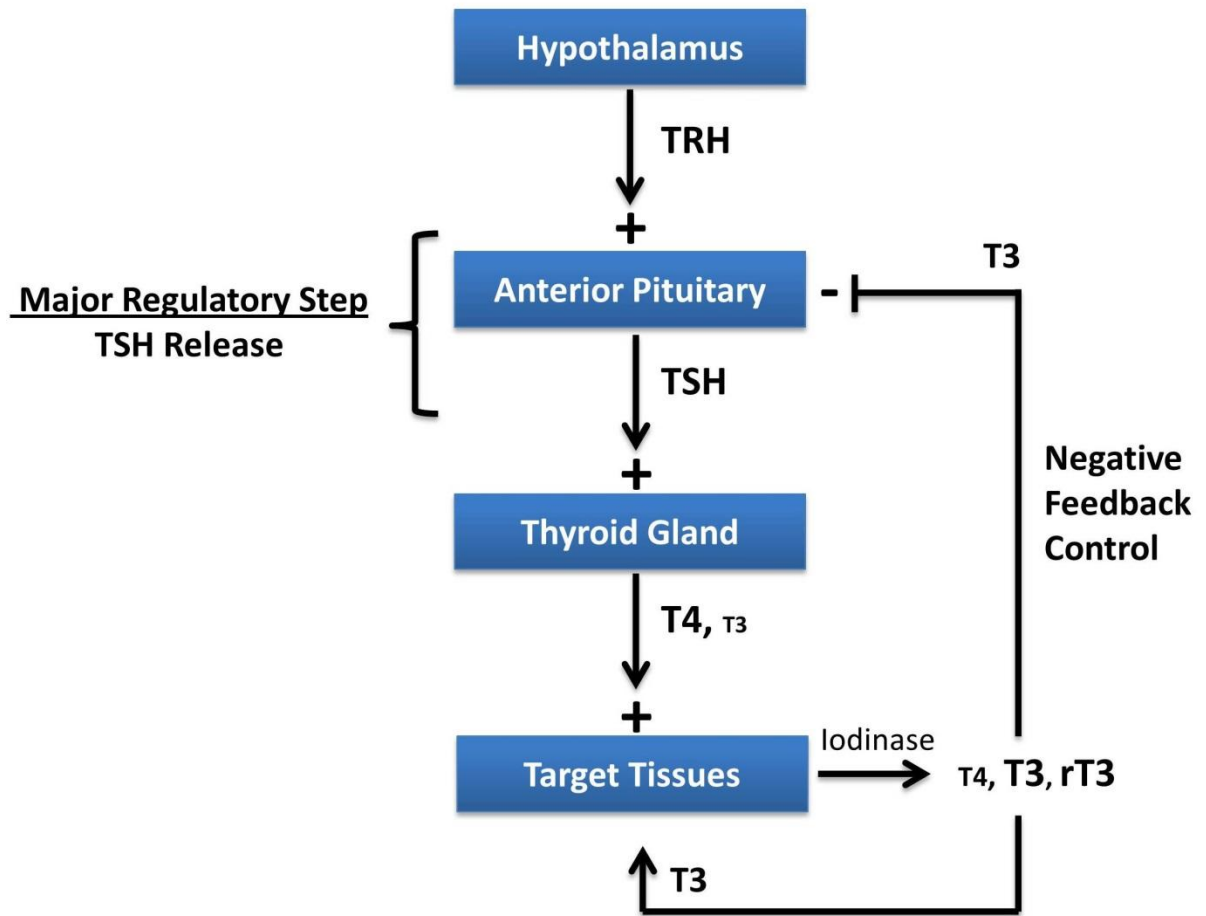 Hypothalamus
TRH
+
Anterior Pituitary
-
T3
Major Regulatory Step
TSH Release
TSH
+
Thyroid Gland
Negative
Feedback
Control
T4, T3
+
Target Tissues
Iodinase
T4, T3, rT3
T3